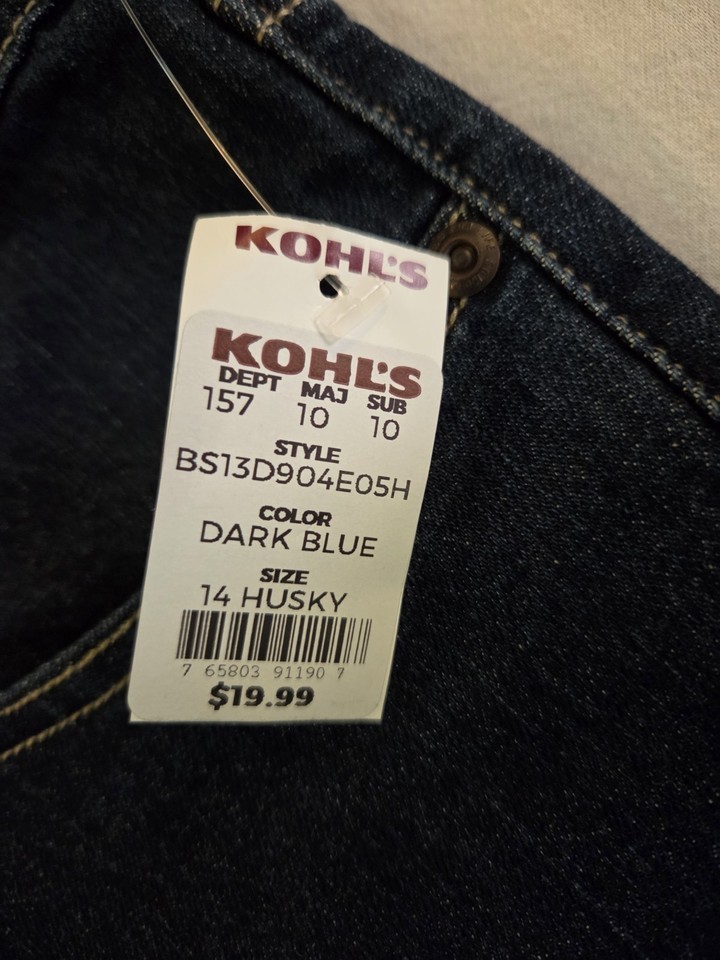 KOHL'S
KOHL'S
DEPT MAJ SUB
157 10 10
STYLE
BS13D904E05H
COLOR
DARK BLUE
SIZE
14 HUSKY
7 65803 91190 7
$19.99